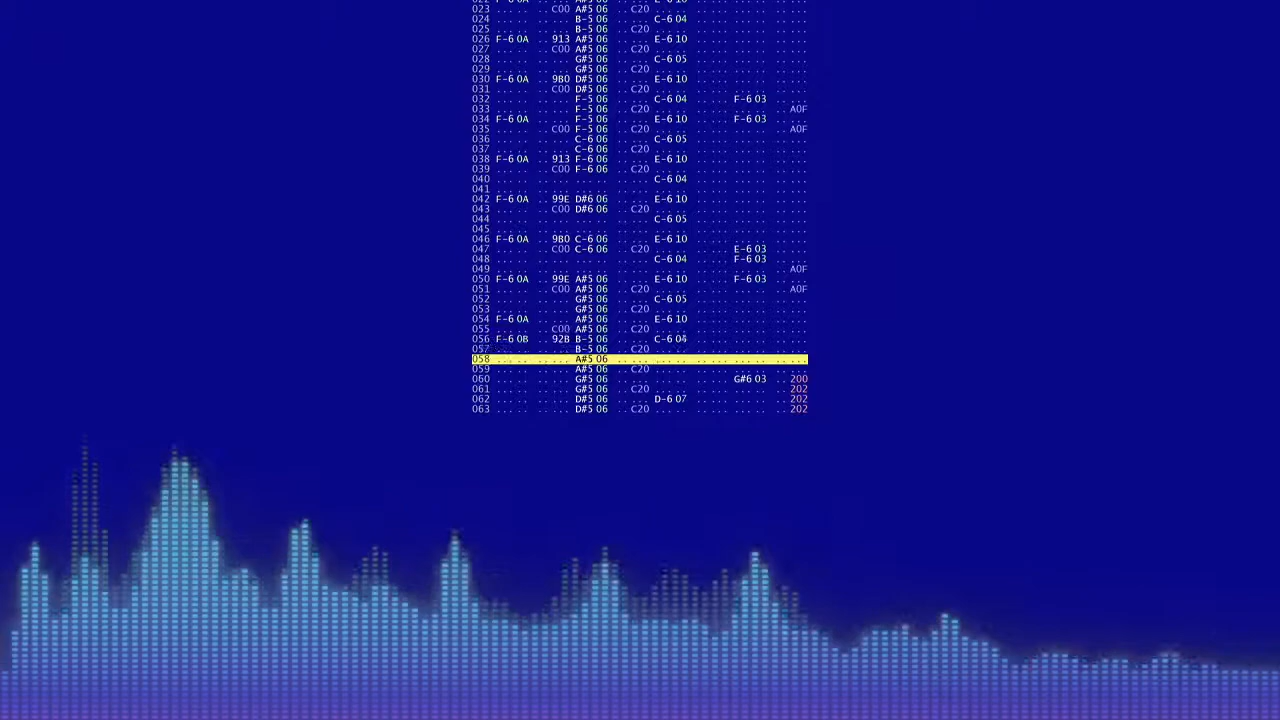 023 ..... .. C00 A#5 06 .. C20 ..... .. ... ..... .. ...
024 ..... .. ... B-5 06 .. ... C-6 04 .. ... ..... .. ...
025 ..... .. ... B-5 06 .. C20 ..... .. ... ..... .. ...
026 F-6 0A .. 913 A#5 06 .. ... E-6 10 .. ... ..... .. ...
027 ..... .. C00 A#5 06 .. C20 ..... .. ... ..... .. ...
028 ..... .. ... G#5 06 .. ... C-6 05 .. ... ..... .. ...
029 ..... .. ... G#5 06 .. C20 ..... .. ... ..... .. ...
030 F-6 0A .. 9B0 D#5 06 .. ... E-6 10 .. ... ..... .. ...
031 ..... .. C00 D#5 06 .. C20 ..... .. ... ..... .. ...
032 ..... .. ... F-5 06 .. ... C-6 04 .. ... F-6 03 .. ...
033 ..... .. ... F-5 06 .. C20 ..... .. ... ..... .. A0F
034 F-6 0A .. ... F-5 06 .. ... E-6 10 .. ... F-6 03 .. ...
035 ..... .. C00 F-5 06 .. C20 ..... .. ... ..... .. A0F
036 ..... .. ... C-6 06 .. ... C-6 05 .. ... ..... .. ...
037 ..... .. ... C-6 06 .. C20 ..... .. ... ..... .. ...
038 F-6 0A .. 913 F-6 06 .. ... E-6 10 .. ... ..... .. ...
039 ..... .. C00 F-6 06 .. C20 ..... .. ... ..... .. ...
040 ..... .. ... ..... .. ... C-6 04 .. ... ..... .. ...
041 ..... .. ... ..... .. ... ..... .. ... ..... .. ...
042 F-6 0A .. 99E D#6 06 .. ... E-6 10 .. ... ..... .. ...
043 ..... .. C00 D#6 06 .. C20 ..... .. ... ..... .. ...
044 ..... .. ... ..... .. ... C-6 05 .. ... ..... .. ...
045 ..... .. ... ..... .. ... ..... .. ... ..... .. ...
046 F-6 0A .. 9B0 C-6 06 .. ... E-6 10 .. ... ..... .. ...
047 ..... .. C00 C-6 06 .. C20 ..... .. ... E-6 03 .. ...
048 ..... .. ... ..... .. ... C-6 04 .. ... F-6 03 .. ...
049 ..... .. ... ..... .. ... ..... .. ... ..... .. A0F
050 F-6 0A .. 99E A#5 06 .. ... E-6 10 .. ... F-6 03 .. ...
051 ..... .. C00 A#5 06 .. C20 ..... .. ... ..... .. A0F
052 ..... .. ... G#5 06 .. ... C-6 05 .. ... ..... .. ...
053 ..... .. ... G#5 06 .. C20 ..... .. ... ..... .. ...
054 F-6 0A .. ... A#5 06 .. ... E-6 10 .. ... ..... .. ...
055 ..... .. C00 A#5 06 .. C20 ..... .. ... ..... .. ...
056 F-6 0B .. 92B B-5 06 .. ... C-6 04 .. ... ..... .. ...
057 ..... .. ... B-5 06 .. C20 ..... .. ... ..... .. ...
058 ..... .. ... A#5 06 .. ... ..... .. ... ..... .. ...
059 ..... .. ... A#5 06 .. C20 ..... .. ... ..... .. ...
060 ..... .. ... G#5 06 .. ... ..... .. ... G#6 03 .. 200
061 ..... .. ... G#5 06 .. C20 ..... .. ... ..... .. 202
062 ..... .. ... D#5 06 .. ... D-6 07 .. ... ..... .. 202
063 ..... .. ... D#5 06 .. C20 ..... .. ... ..... .. 202